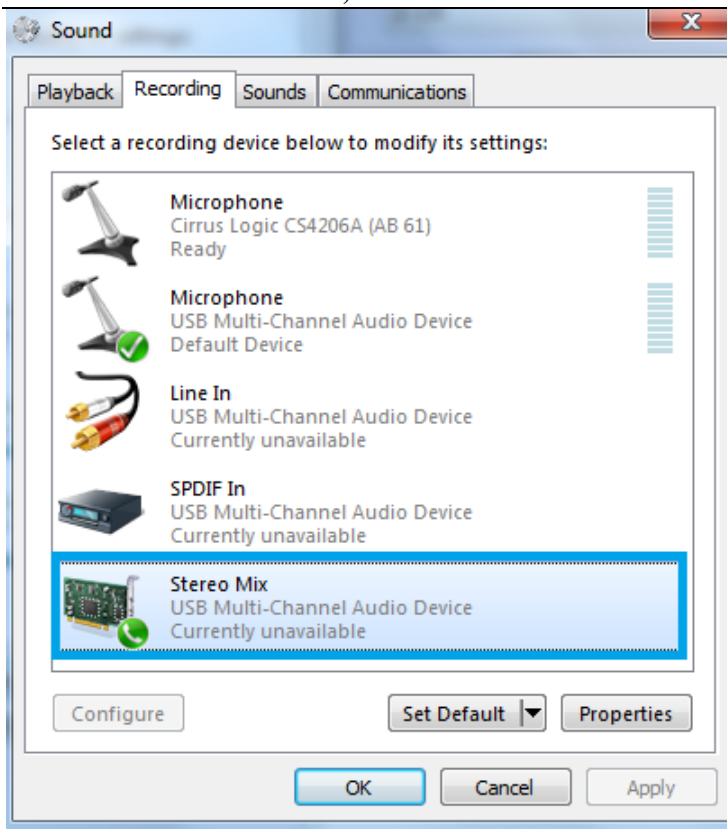 Sound
Playback Recording Sounds Communications
Select a recording device below to modify its settings:
Microphone
Cirrus Logic CS4206A (AB 61)
Ready
Microphone
USB Multi-Channel Audio Device
Default Device
Line In
USB Multi-Channel Audio Device
Currently unavailable
SPDIF In
USB Multi-Channel Audio Device
Currently unavailable
Stereo Mix
USB Multi-Channel Audio Device
Currently unavailable
Configure Set Default Properties
OK Cancel Apply